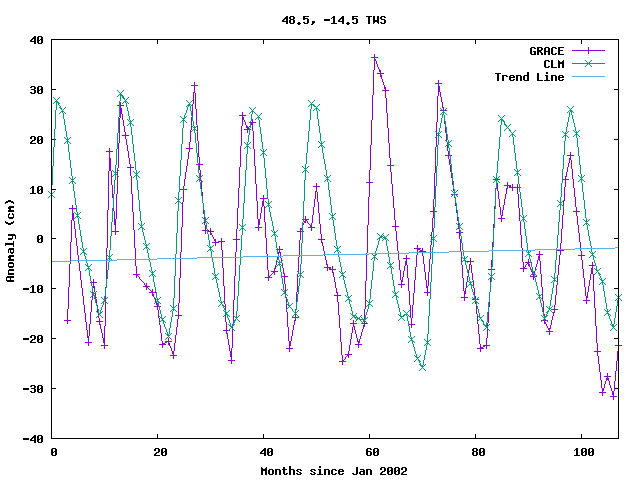 48.5, -14.5 TWS
GRACE
CLM
Trend Line
Anomaly (cm)
40
30
20
10
0
-10
-20
-30
-40
0 20 40 60 80 100
Months since Jan 2002